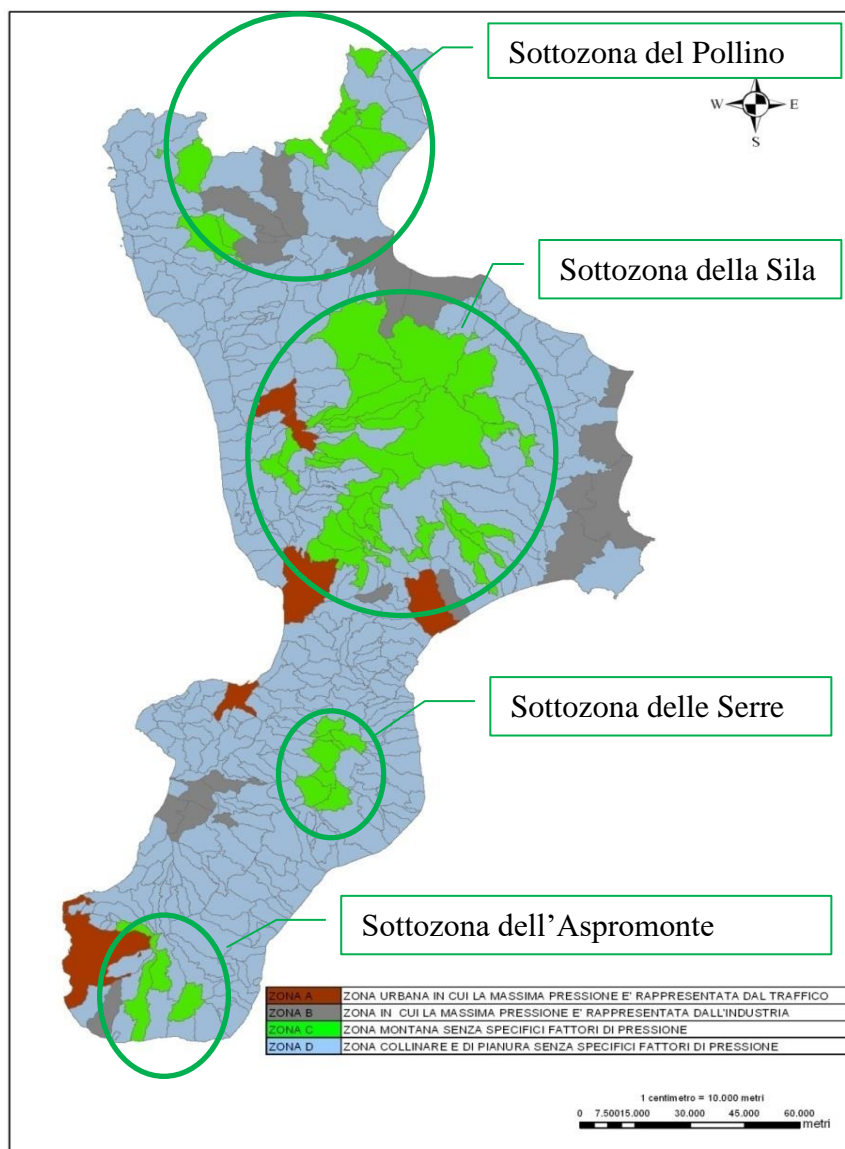 Sottozona del Pollino
W E
S
Sottozona della Sila
Sottozona delle Serre
Sottozona dell’Aspromonte
ZONA A ZONA URBANA IN CUI LA MASSIMA PRESSIONE E' RAPPRESENTATA DAL TRAFFICO
ZONA B ZONA IN CUI LA MASSIMA PRESSIONE E' RAPPRESENTATA DALL'INDUSTRIA
ZONA C ZONA MONTANA SENZA SPECIFICI FATTORI DI PRESSIONE
ZONA D ZONA COLLINARE E DI PIANURA SENZA SPECIFICI FATTORI DI PRESSIONE
1 centimetro = 10.000 metri
0 7.50015.000 30.000 45.000 60.000
metri